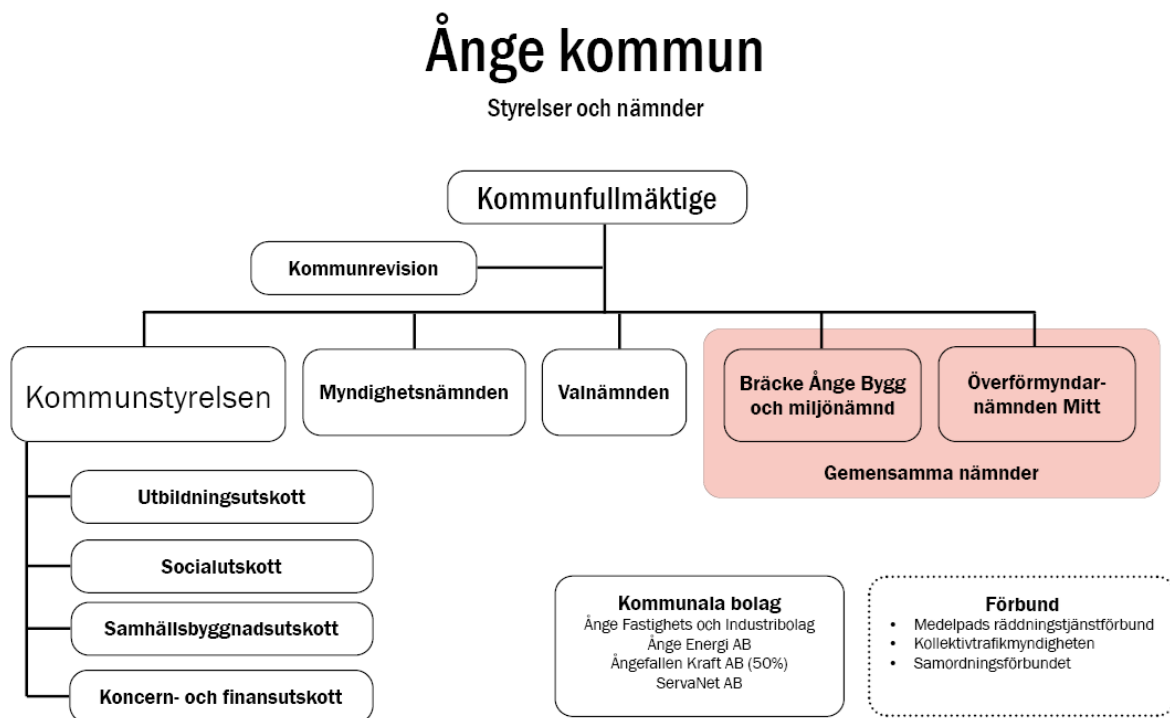 Ånge kommun
Styrelser och nämnder
Kommunfullmäktige
Kommunrevision
Kommunstyrelsen
Myndighetsnämnden
Valnämnden
Bräcke Ånge Bygg
och miljönämnd
Överförmyndar-
nämnden Mitt
Gemensamma nämnder
Utbildningsutskott
Socialutskott
Samhällsbyggnadsutskott
Koncern- och finansutskott
Kommunala bolag
Ånge Fastighets och Industribolag
Ånge Energi AB
Ångefallen Kraft AB (50%)
ServaNet AB
Förbund
• Medelpads räddningstjänstförbund
• Kollektivtrafikmyndigheten
• Samordningsförbundet